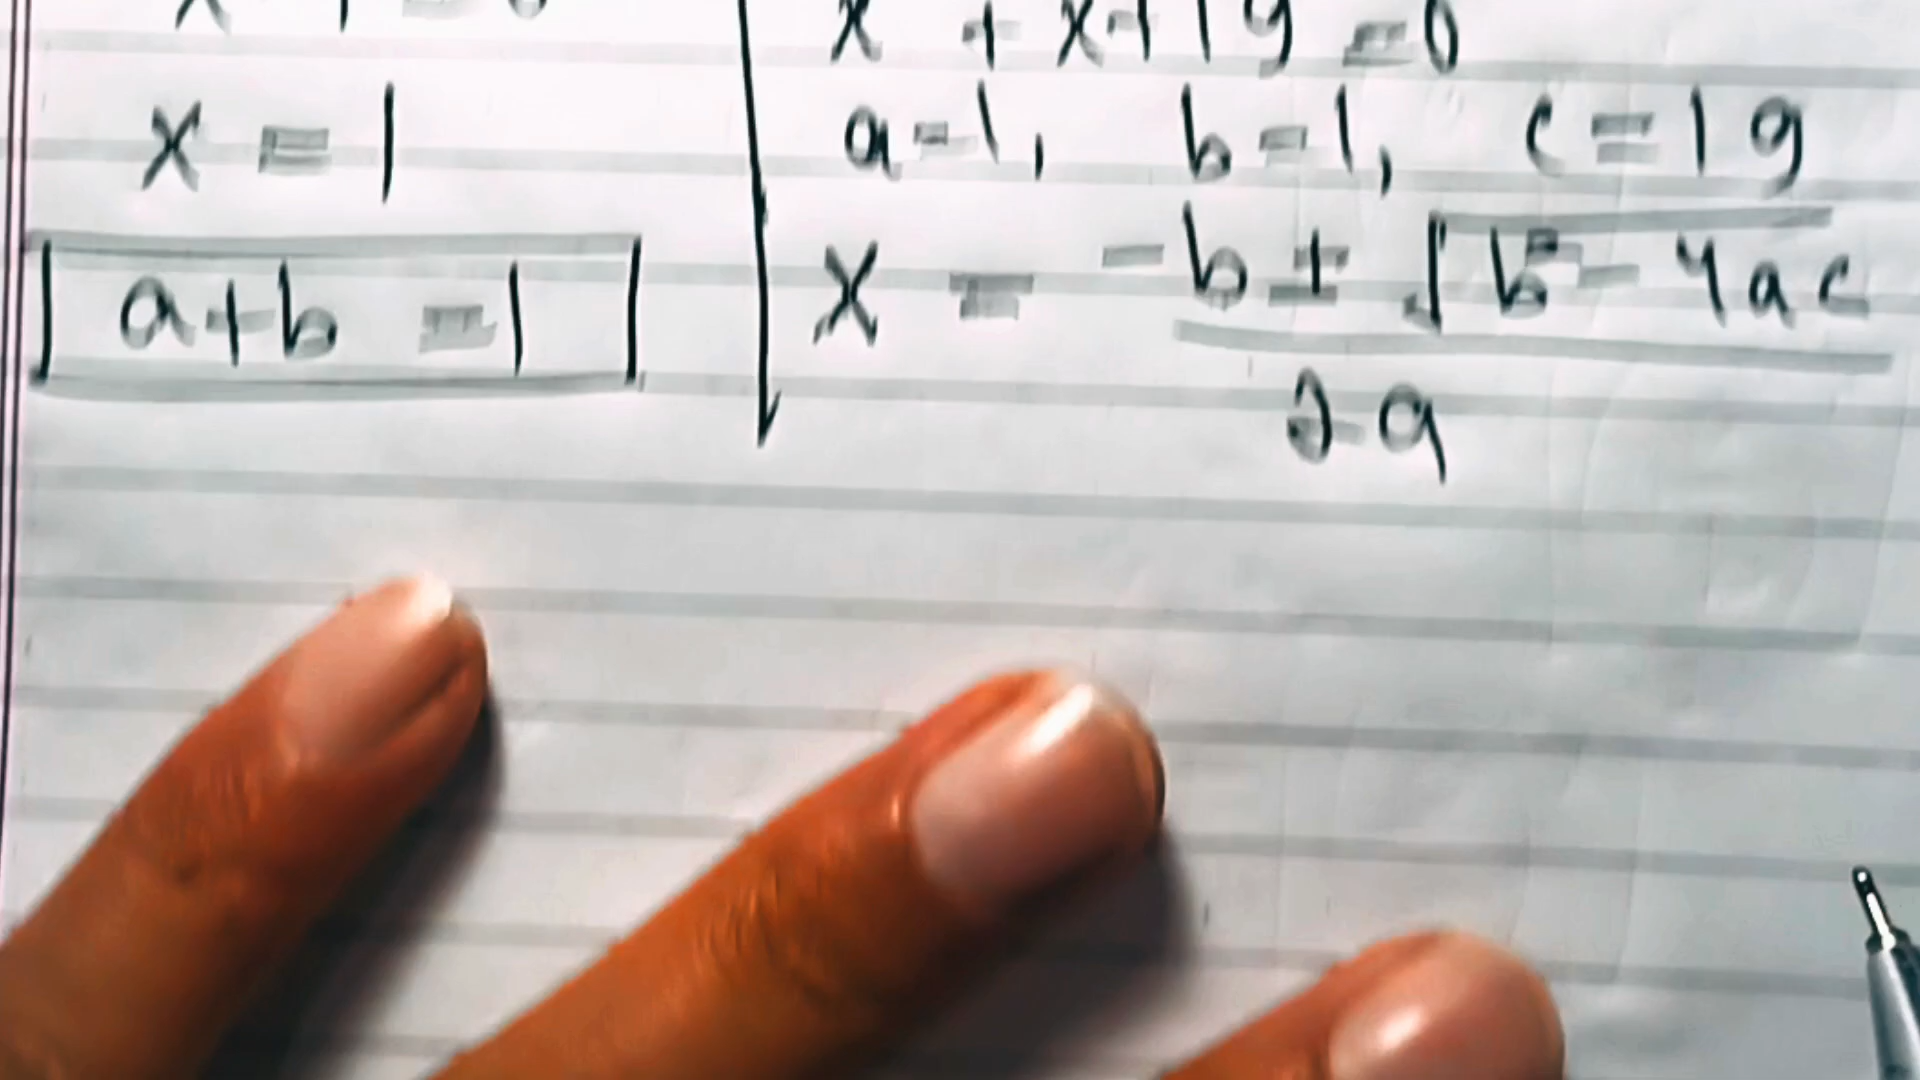 x = 1
a+b = 1
x + x+19 = 0
a=1, b=1, c=19
x = -b ± √b²-4ac
2a